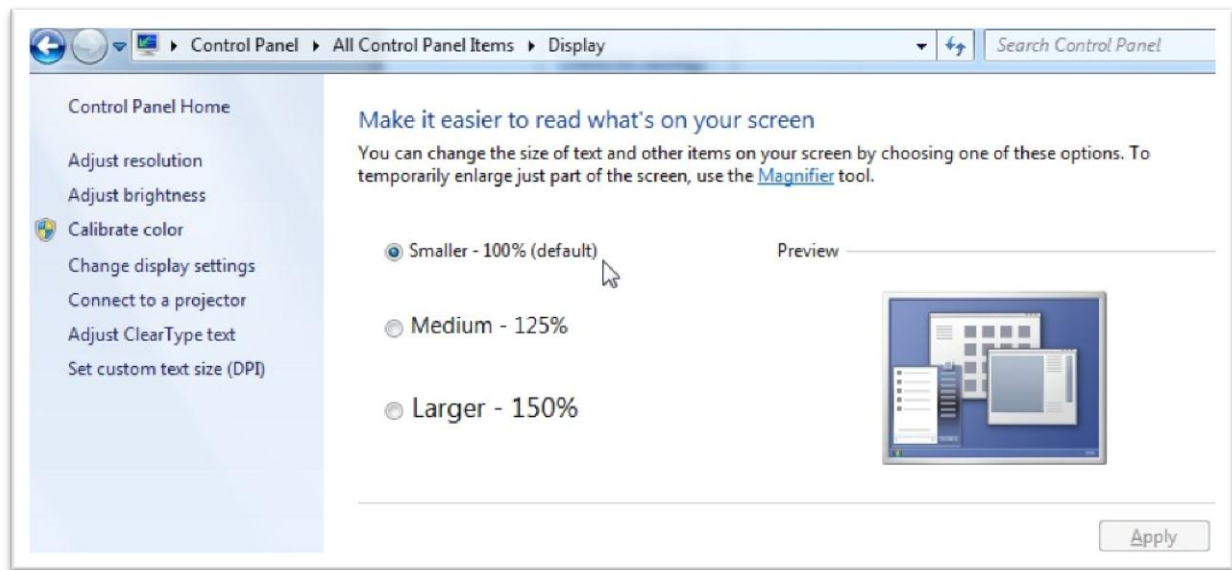 Control Panel ▸ All Control Panel Items ▸ Display
Search Control Panel
Control Panel Home
Adjust resolution
Adjust brightness
Calibrate color
Change display settings
Connect to a projector
Adjust ClearType text
Set custom text size (DPI)
Make it easier to read what's on your screen
You can change the size of text and other items on your screen by choosing one of these options. To
temporarily enlarge just part of the screen, use the Magnifier tool.
Smaller - 100% (default)
Preview
Medium - 125%
Larger - 150%
Apply